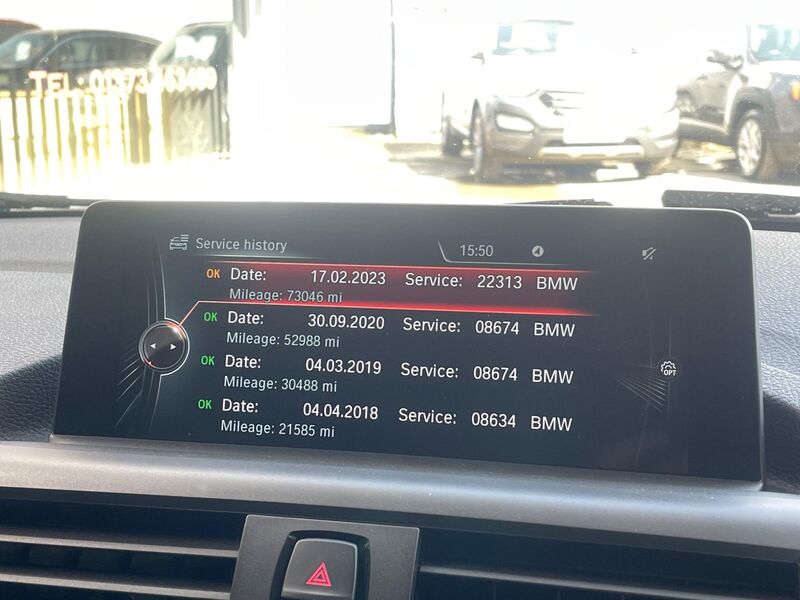 Service history
15:50
OK Date: 17.02.2023 Service: 22313 BMW
Mileage: 73046 mi
OK Date: 30.09.2020 Service: 08674 BMW
Mileage: 52988 mi
OK Date: 04.03.2019 Service: 08674 BMW
Mileage: 30488 mi
OK Date: 04.04.2018 Service: 08634 BMW
Mileage: 21585 mi
OPT
TEL: 01373